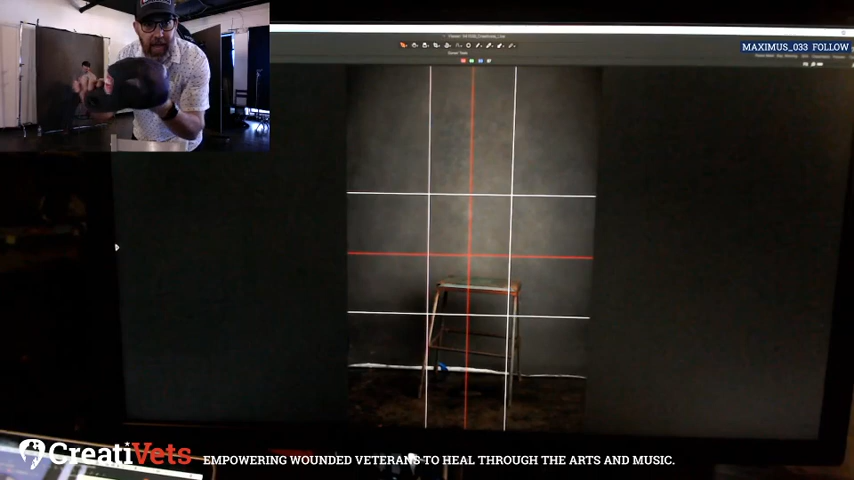 MAXIMUS_033 FOLLOW
CreatiVets
EMPOWERING WOUNDED VETERANS TO HEAL THROUGH THE ARTS AND MUSIC.